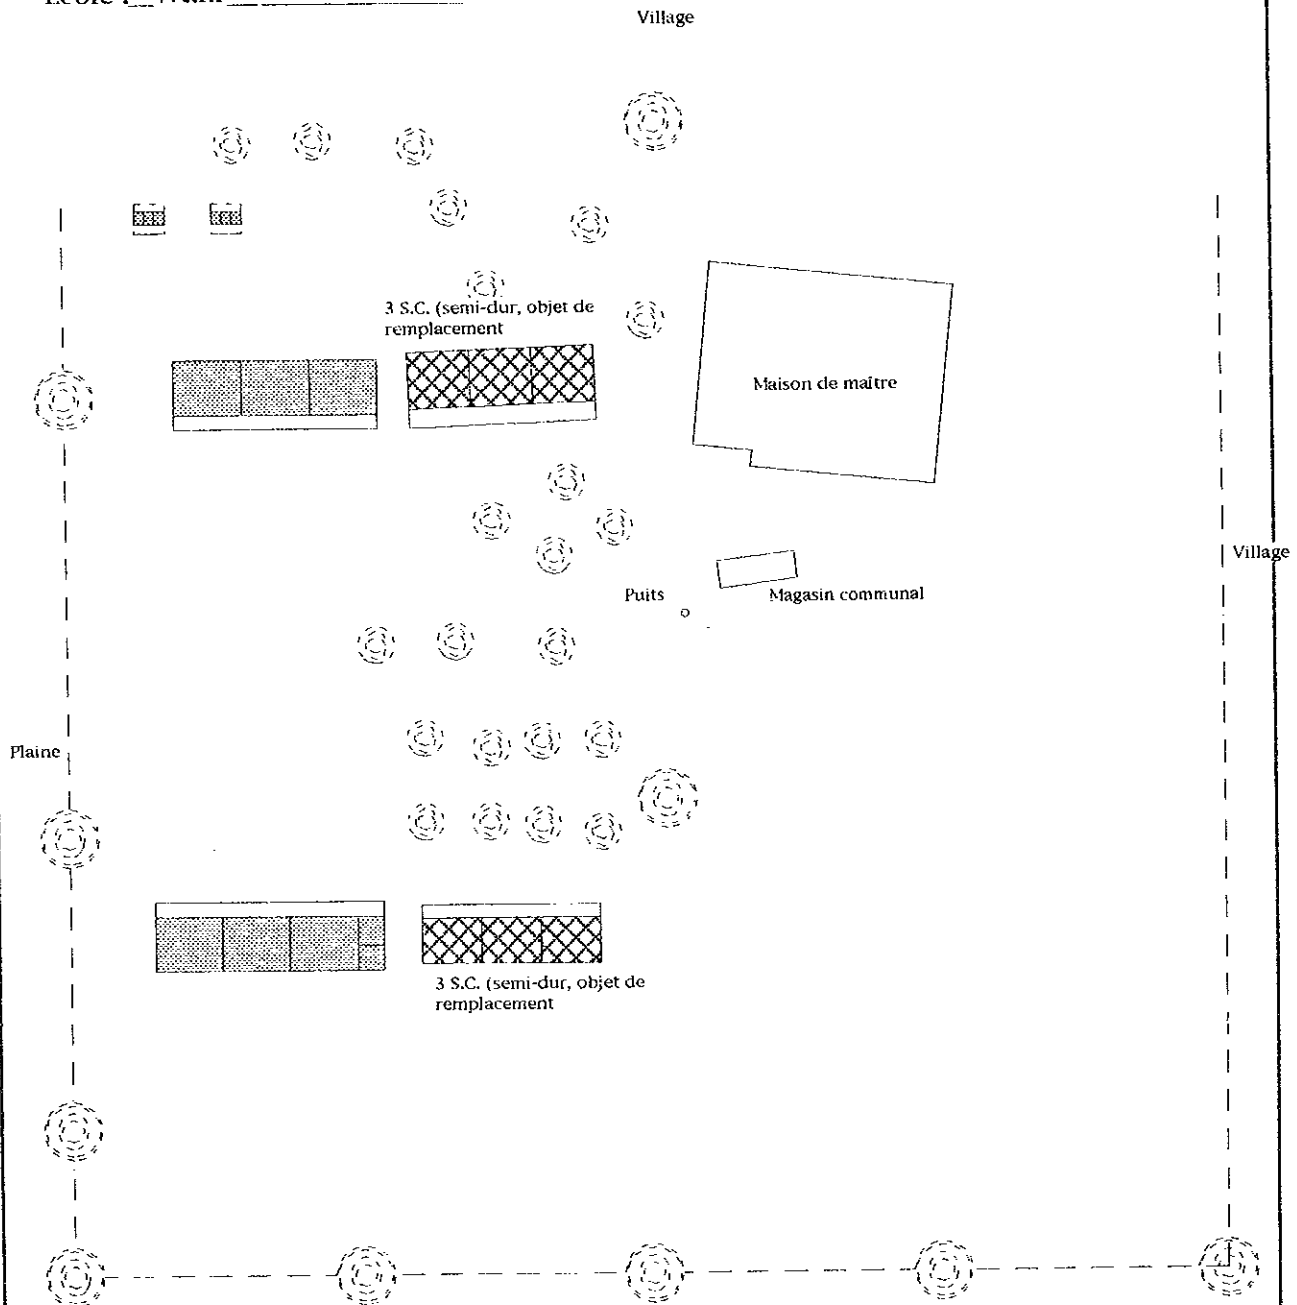 Ecole :
Village
3 S.C. (semi-dur, objet de
remplacement
Maison de maître
Village
Puits
Magasin communal
Plaine
3 S.C. (semi-dur, objet de
remplacement